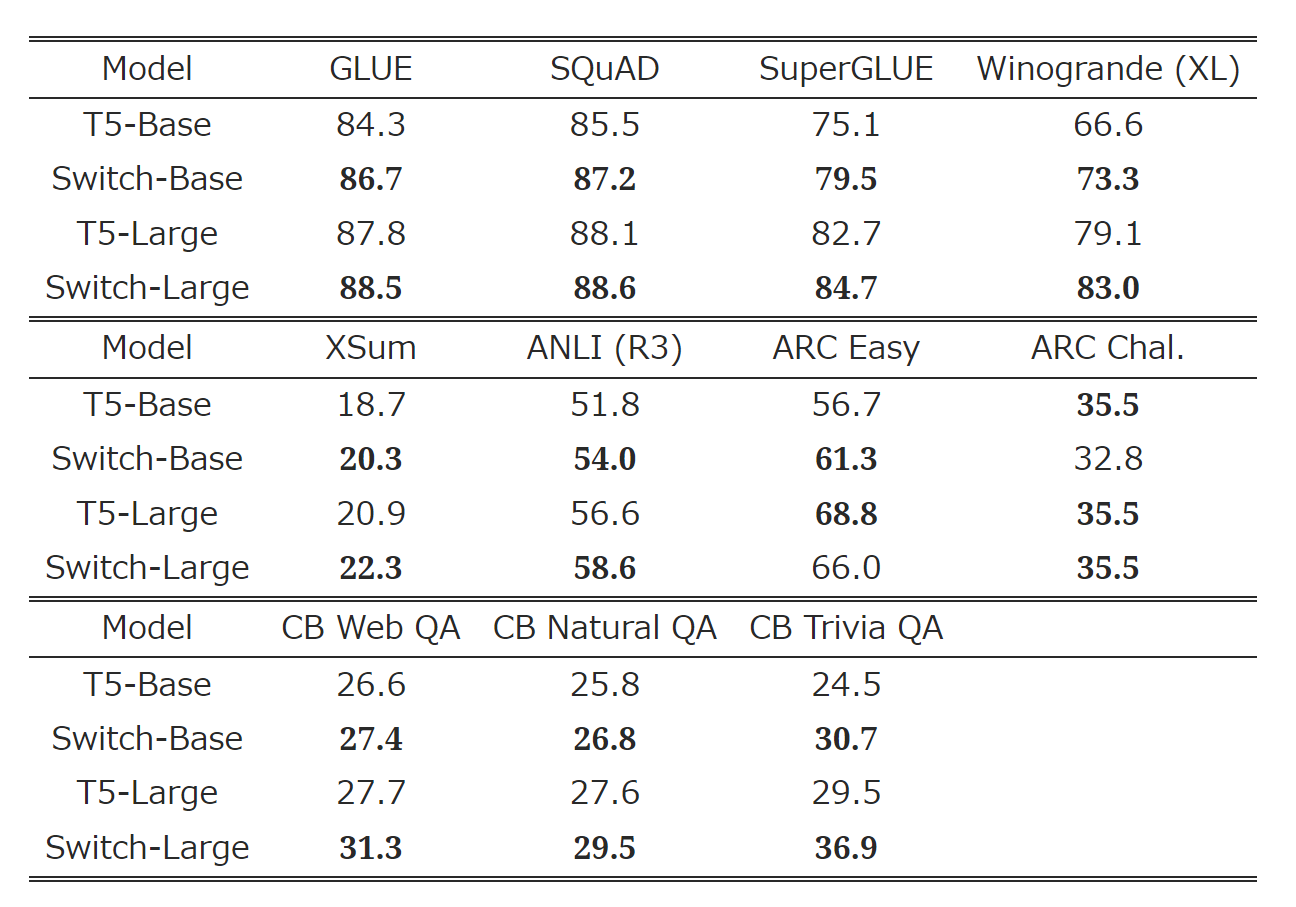 Model GLUE SQuAD SuperGLUE Winogrande (XL)
T5-Base 84.3 85.5 75.1 66.6
Switch-Base 86.7 87.2 79.5 73.3
T5-Large 87.8 88.1 82.7 79.1
Switch-Large 88.5 88.6 84.7 83.0
Model XSum ANLI (R3) ARC Easy ARC Chal.
T5-Base 18.7 51.8 56.7 35.5
Switch-Base 20.3 54.0 61.3 32.8
T5-Large 20.9 56.6 68.8 35.5
Switch-Large 22.3 58.6 66.0 35.5
Model CB Web QA CB Natural QA CB Trivia QA
T5-Base 26.6 25.8 24.5
Switch-Base 27.4 26.8 30.7
T5-Large 27.7 27.6 29.5
Switch-Large 31.3 29.5 36.9